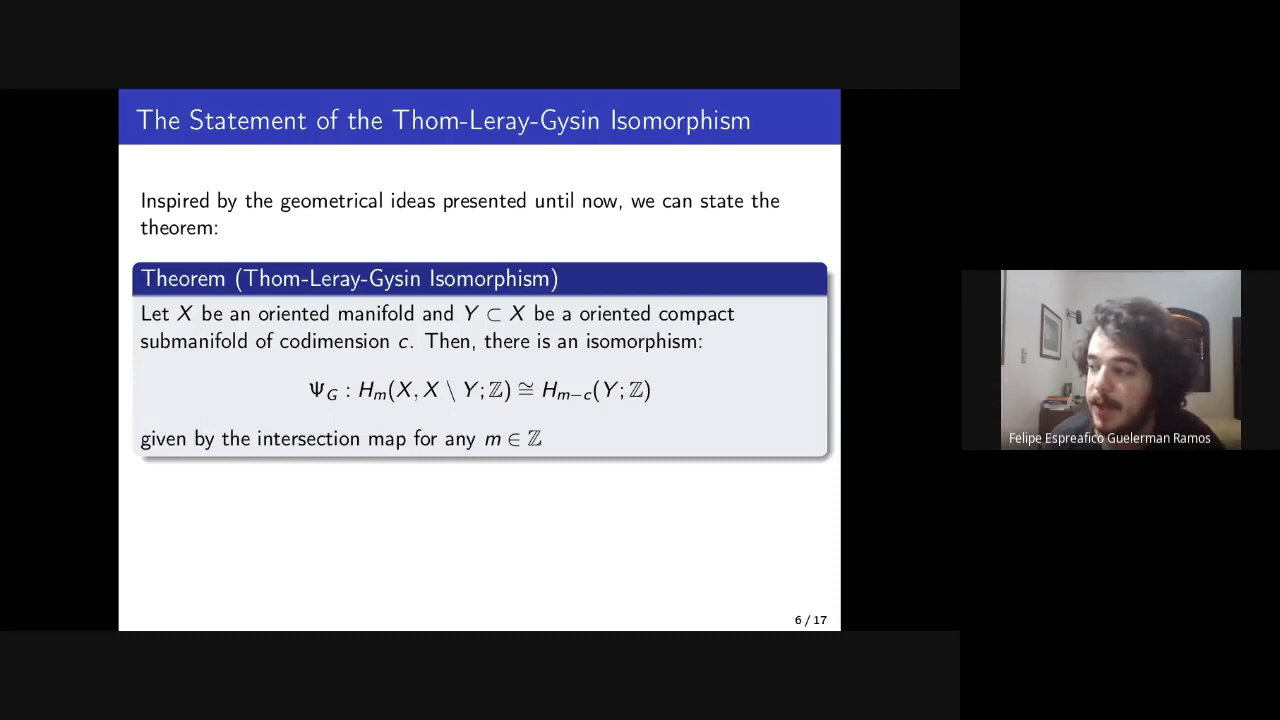 The Statement of the Thom-Leray-Gysin Isomorphism
Inspired by the geometrical ideas presented until now, we can state the
theorem:
Theorem (Thom-Leray-Gysin Isomorphism)
Let X be an oriented manifold and Y ⊂ X be a oriented compact
submanifold of codimension c. Then, there is an isomorphism:
Ψ_G : H_m(X, X \ Y; ℤ) ≅ H_{m−c}(Y; ℤ)
given by the intersection map for any m ∈ ℤ
6 / 17
Felipe Espreafico Guelerman Ramos